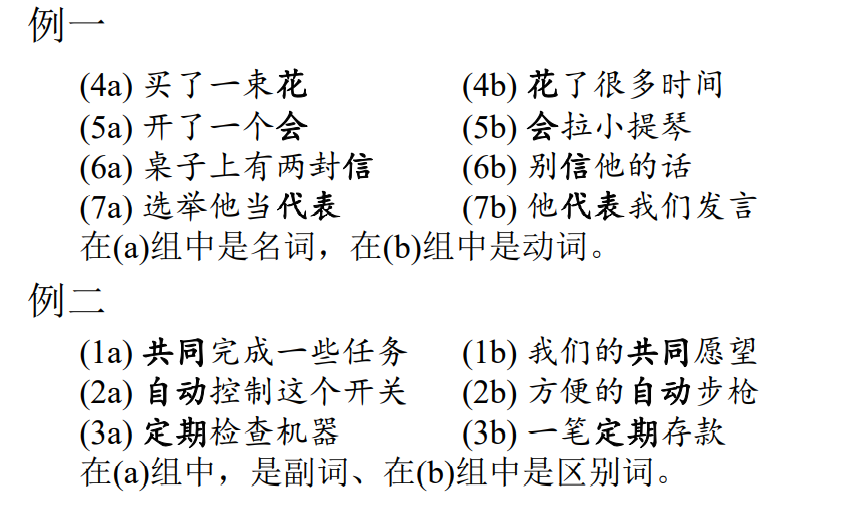 例一
(4a) 买了一束花 (4b) 花了很多时间
(5a) 开了一个会 (5b) 会拉小提琴
(6a) 桌子上有两封信 (6b) 别信他的话
(7a) 选举他当代表 (7b) 他代表我们发言
在(a)组中是名词，在(b)组中是动词。
例二
(1a) 共同完成一些任务 (1b) 我们的共同愿望
(2a) 自动控制这个开关 (2b) 方便的自动步枪
(3a) 定期检查机器 (3b) 一笔定期存款
在(a)组中，是副词、在(b)组中是区别词。